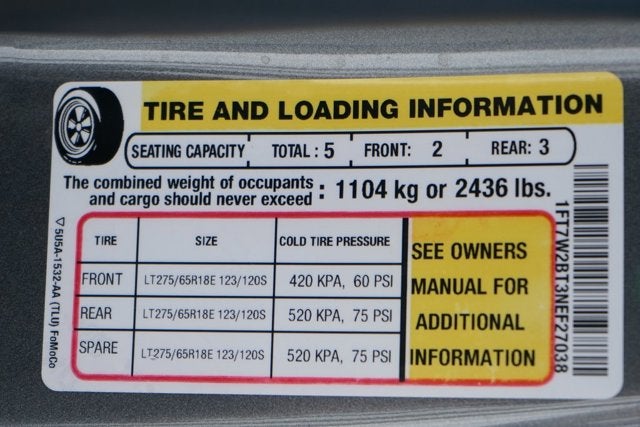 TIRE AND LOADING INFORMATION
SEATING CAPACITY TOTAL : 5 FRONT: 2 REAR: 3
The combined weight of occupants
and cargo should never exceed : 1104 kg or 2436 lbs.
TIRE SIZE COLD TIRE PRESSURE
FRONT LT275/65R18E 123/120S 420 KPA, 60 PSI
REAR LT275/65R18E 123/120S 520 KPA, 75 PSI
SPARE LT275/65R18E 123/120S 520 KPA, 75 PSI
SEE OWNERS
MANUAL FOR
ADDITIONAL
INFORMATION
5U5A-1532-AA (TLU) FoMoCo
1FT7W2BT3NEF27038